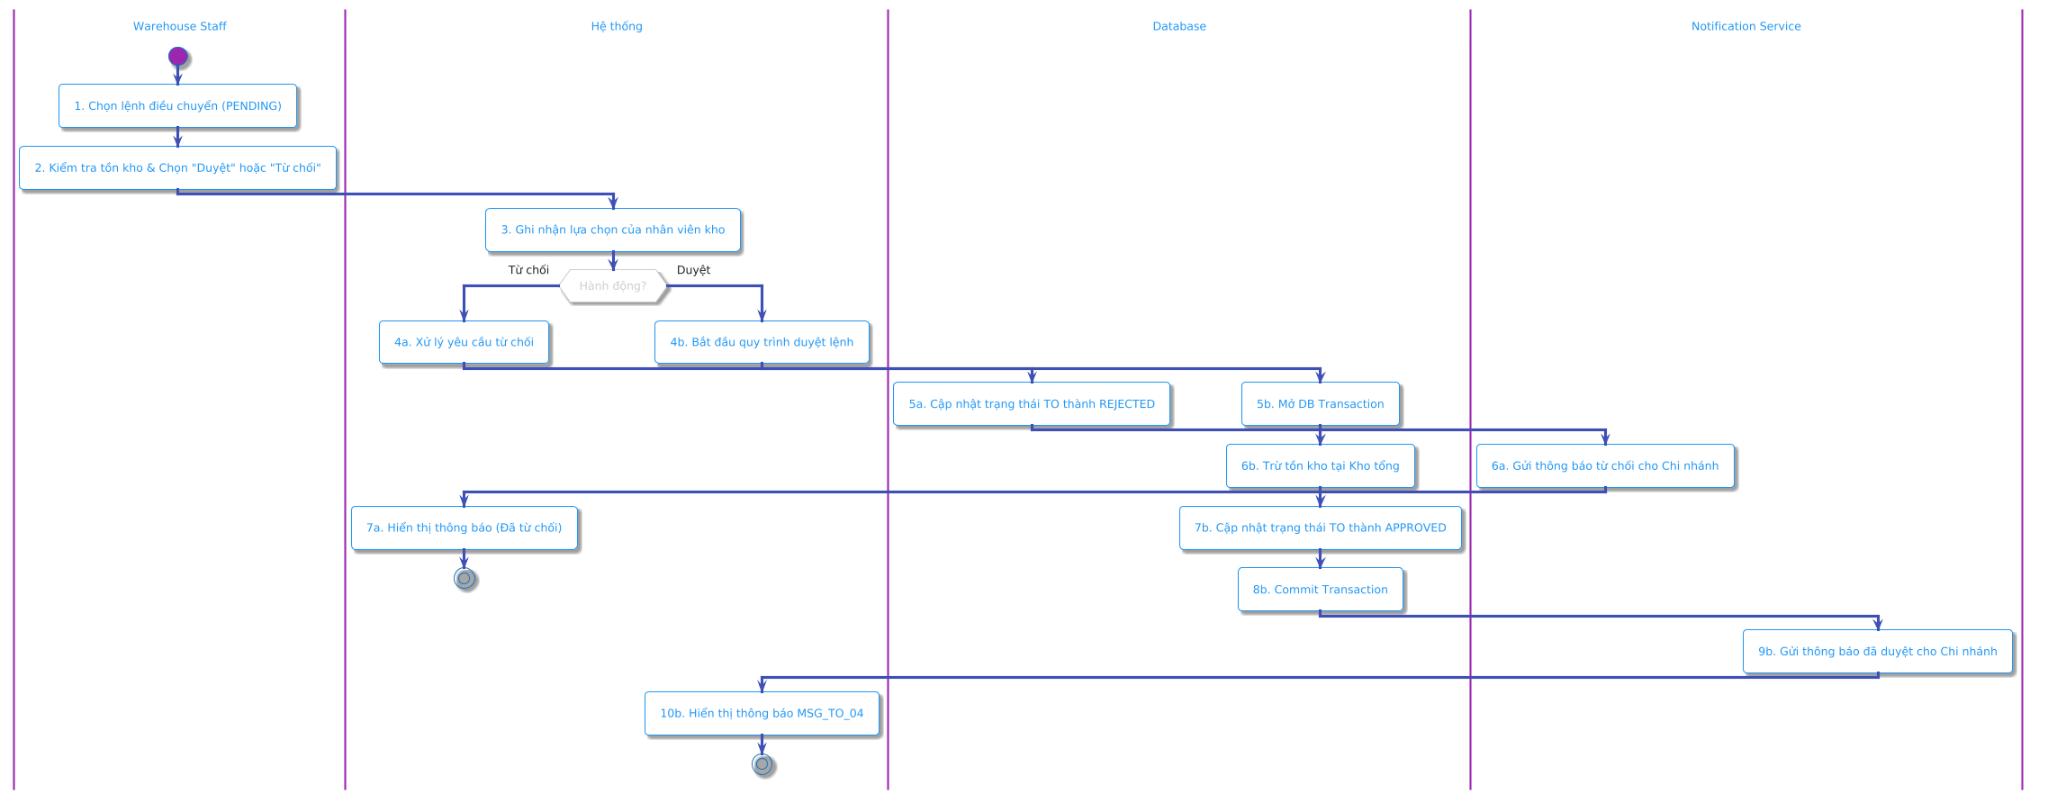 Warehouse Staff
Hệ thống
Database
Notification Service
1. Chọn lệnh điều chuyển (PENDING)
2. Kiểm tra tồn kho & Chọn "Duyệt" hoặc "Từ chối"
3. Ghi nhận lựa chọn của nhân viên kho
Từ chối
Duyệt
Hành động?
4a. Xử lý yêu cầu từ chối
4b. Bắt đầu quy trình duyệt lệnh
5a. Cập nhật trạng thái TO thành REJECTED
5b. Mở DB Transaction
6b. Trừ tồn kho tại Kho tổng
6a. Gửi thông báo từ chối cho Chi nhánh
7a. Hiển thị thông báo (Đã từ chối)
7b. Cập nhật trạng thái TO thành APPROVED
8b. Commit Transaction
9b. Gửi thông báo đã duyệt cho Chi nhánh
10b. Hiển thị thông báo MSG_TO_04